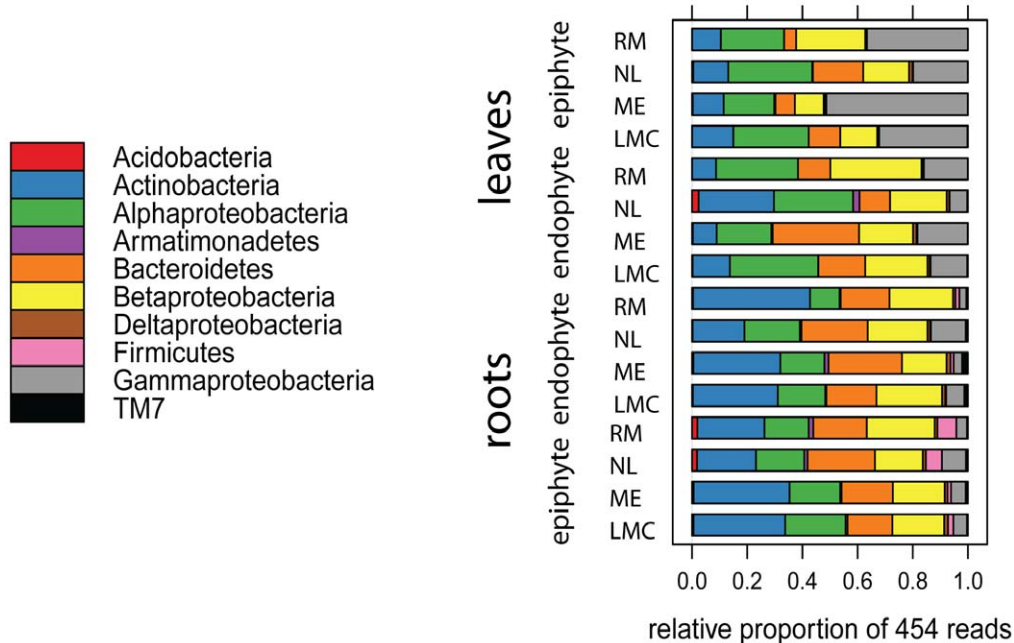 Acidobacteria
Actinobacteria
Alphaproteobacteria
Armatimonadetes
Bacteroidetes
Betaproteobacteria
Deltaproteobacteria
Firmicutes
Gammaproteobacteria
TM7
leaves
roots
epiphyte
endophyte
endophyte
epiphyte
RM
NL
ME
LMC
RM
NL
ME
LMC
RM
NL
ME
LMC
RM
NL
ME
LMC
0.0 0.2 0.4 0.6 0.8 1.0
relative proportion of 454 reads